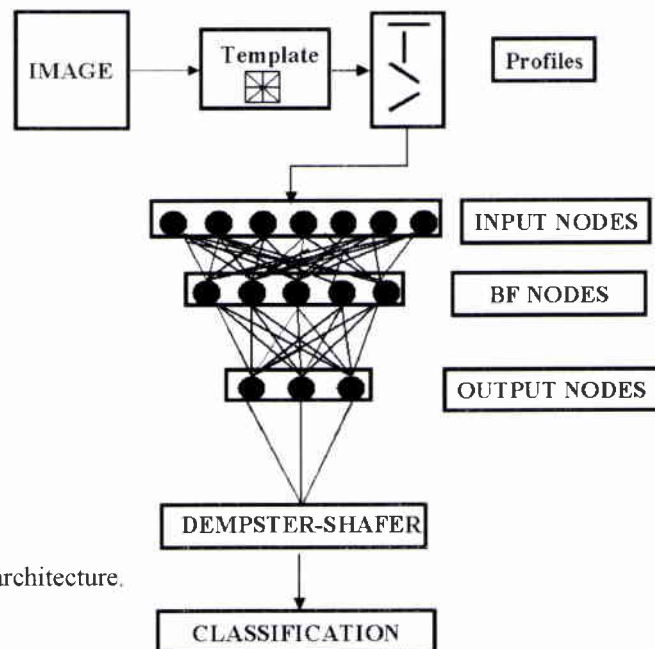 IMAGE
Template
Profiles
INPUT NODES
BF NODES
OUTPUT NODES
DEMPSTER-SHAFER
architecture.
CLASSIFICATION